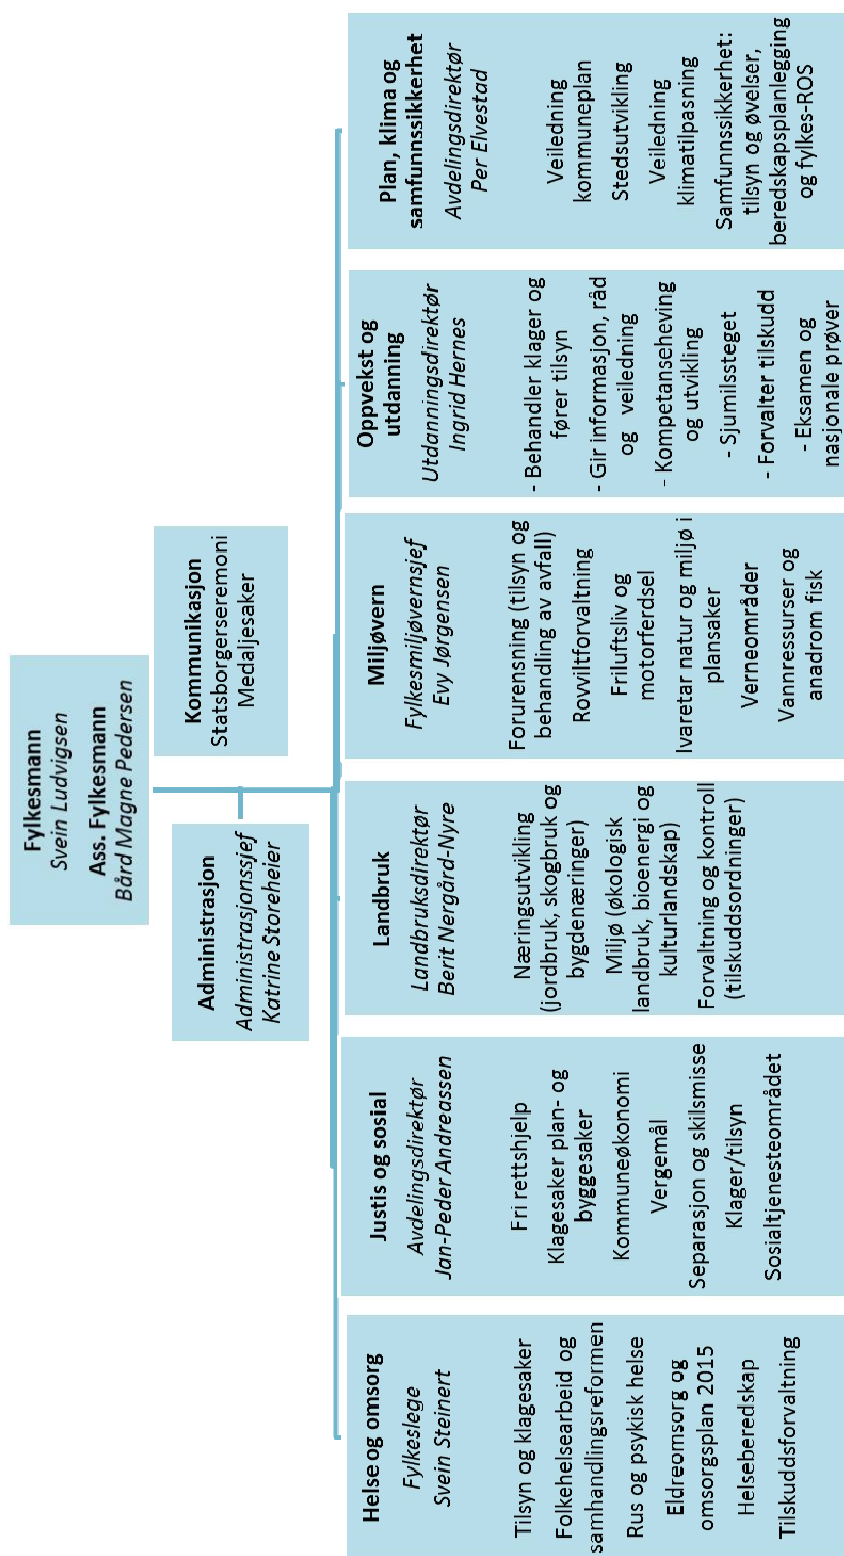 Fylkesmann
Svein Ludvigsen
Ass. Fylkesmann
Bård Magne Pedersen
Administrasjon
Administrasjonssjef
Katrine Storeheier
Kommunikasjon
Statsborgerseremoni
Medaljesaker
Helse og omsorg
Fylkeslege
Svein Steinert
Tilsyn og klagesaker
Folkehelsearbeid og
samhandlingsreformen
Rus og psykisk helse
Eldreomsorg og
omsorgsplan 2015
Helseberedskap
Tilskuddsforvaltning
Justis og sosial
Avdelingsdirektør
Jan-Peder Andreassen
Fri rettshjelp
Klagesaker plan- og
byggesaker
Kommuneøkonomi
Vergemål
Separasjon og skilsmisse
Klager/tilsyn
Sosialtjenesteområdet
Landbruk
Landbruksdirektør
Berit Nergård-Nyre
Næringsutvikling
(jordbruk, skogbruk og
bygdenæringer)
Miljø (økologisk
landbruk, bioenergi og
kulturlandskap)
Forvaltning og kontroll
(tilskuddsordninger)
Miljøvern
Fylkesmiljøvernsjef
Evy Jørgensen
Forurensning (tilsyn og
behandling av avfall)
Rovviltforvaltning
Friluftsliv og
motorferdsel
Ivaretar natur og miljø i
plansaker
Verneområder
Vannressurser og
anadrom fisk
Oppvekst og
utdanning
Utdanningsdirektør
Ingrid Hernes
- Behandler klager og
fører tilsyn
- Gir informasjon, råd
og veiledning
- Kompetanseheving
og utvikling
- Sjumilssteget
- Forvalter tilskudd
- Eksamen og
nasjonale prøver
Plan, klima og
samfunnssikkerhet
Avdelingsdirektør
Per Elvestad
Veiledning
kommuneplan
Stedsutvikling
Veiledning
klimatilpasning
Samfunnssikkerhet:
tilsyn og øvelser,
beredskapsplanlegging
og fylkes-ROS